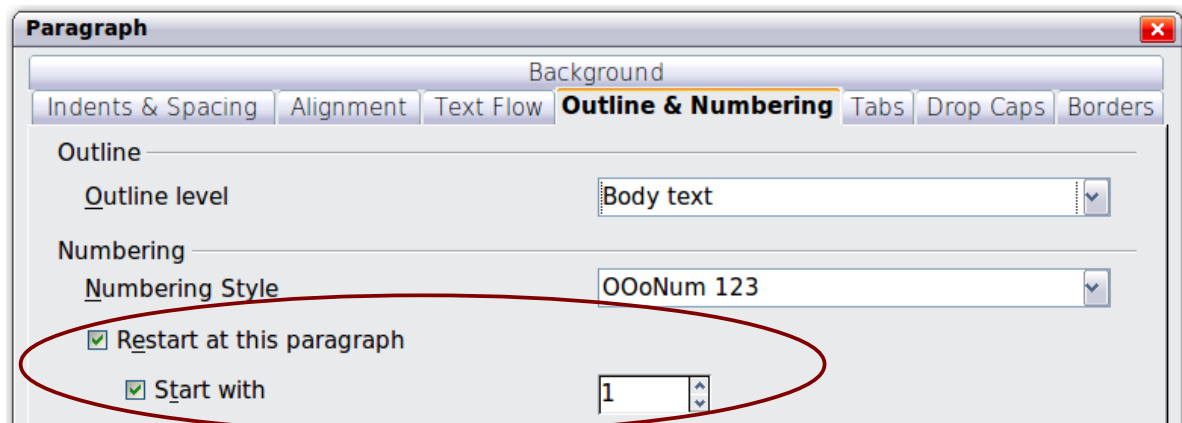 Paragraph
Background
Indents & Spacing Alignment Text Flow Outline & Numbering Tabs Drop Caps Borders
Outline
Outline level Body text
Numbering
Numbering Style OOoNum 123
Restart at this paragraph
Start with 1